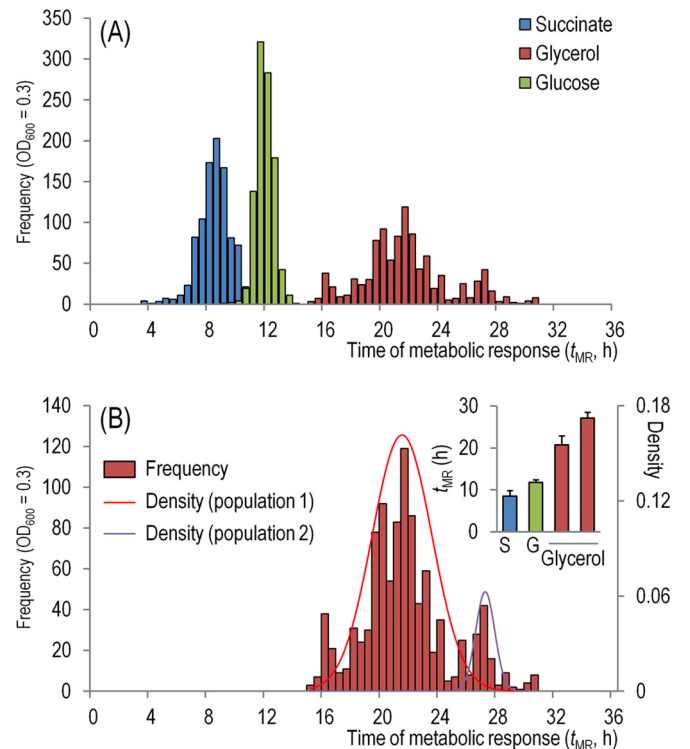 (A)
Succinate
Glycerol
Glucose
Frequency (OD600 = 0.3)
350
300
250
200
150
100
50
0
0 4 8 12 16 20 24 28 32 36
Time of metabolic response (tMR, h)
(B)
Frequency
Density (population 1)
Density (population 2)
Frequency (OD600 = 0.3)
140
120
100
80
60
40
20
0
tMR (h)
30
20
10
0
S G Glycerol
Density
0.18
0.12
0.06
0
0 4 8 12 16 20 24 28 32 36
Time of metabolic response (tMR, h)